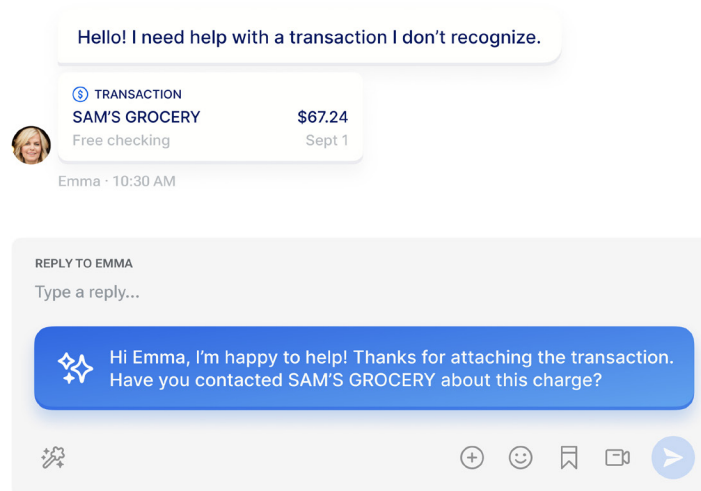 Hello! I need help with a transaction I don’t recognize.
TRANSACTION
SAM’S GROCERY $67.24
Free checking Sept 1
Emma · 10:30 AM
REPLY TO EMMA
Type a reply...
Hi Emma, I’m happy to help! Thanks for attaching the transaction.
Have you contacted SAM’S GROCERY about this charge?